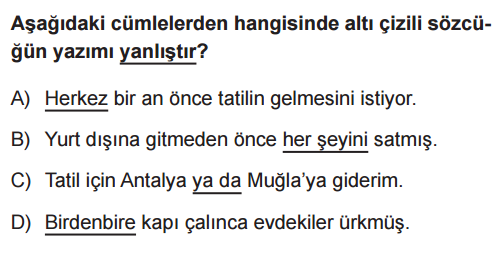 Aşağıdaki cümlelerden hangisinde altı çizili sözcü-
ğün yazımı yanlıştır?
A) Herkez bir an önce tatilin gelmesini istiyor.
B) Yurt dışına gitmeden önce her şeyini satmış.
C) Tatil için Antalya ya da Muğla'ya giderim.
D) Birdenbire kapı çalınca evdekiler ürkmüş.